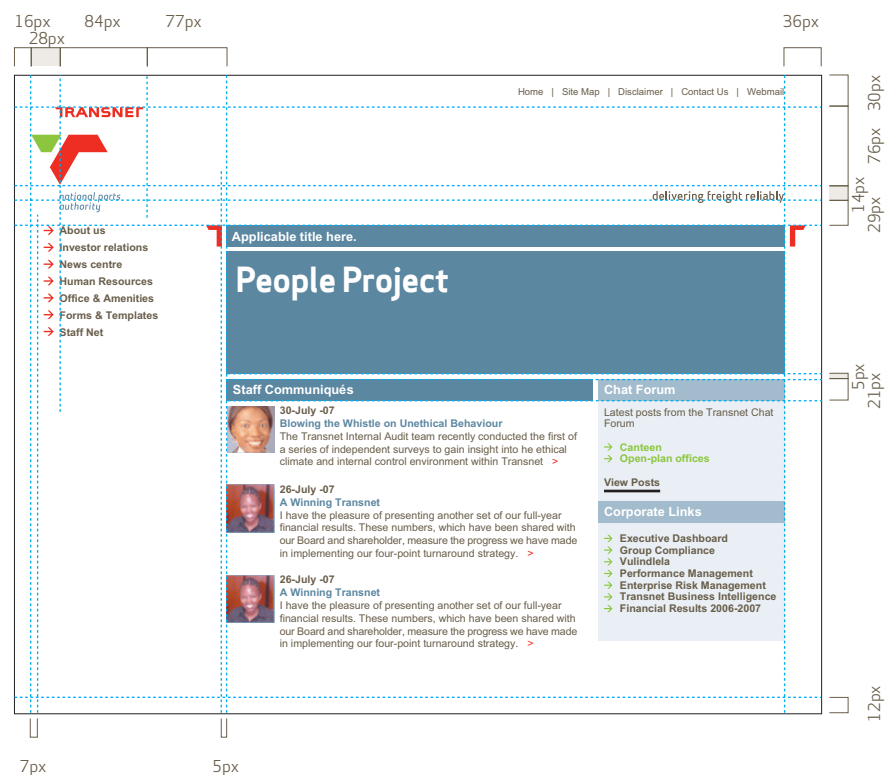 16px 84px 77px 36px
28px
30px
76px
14px
29px
5px
21px
12px
7px
5px
Home | Site Map | Disclaimer | Contact Us | Webmail
TRANSNET
national ports
authority
delivering freight reliably
→ About us
→ Investor relations
→ News centre
→ Human Resources
→ Office & Amenities
→ Forms & Templates
→ Staff Net
Applicable title here.
People Project
Staff Communiqués
30-July -07
Blowing the Whistle on Unethical Behaviour
The Transnet Internal Audit team recently conducted the first of
a series of independent surveys to gain insight into he ethical
climate and internal control environment within Transnet >
26-July -07
A Winning Transnet
I have the pleasure of presenting another set of our full-year
financial results. These numbers, which have been shared with
our Board and shareholder, measure the progress we have made
in implementing our four-point turnaround strategy. >
26-July -07
A Winning Transnet
I have the pleasure of presenting another set of our full-year
financial results. These numbers, which have been shared with
our Board and shareholder, measure the progress we have made
in implementing our four-point turnaround strategy. >
Chat Forum
Latest posts from the Transnet Chat
Forum
→ Canteen
→ Open-plan offices
View Posts
Corporate Links
→ Executive Dashboard
→ Group Compliance
→ Vulindlela
→ Performance Management
→ Enterprise Risk Management
→ Transnet Business Intelligence
→ Financial Results 2006-2007